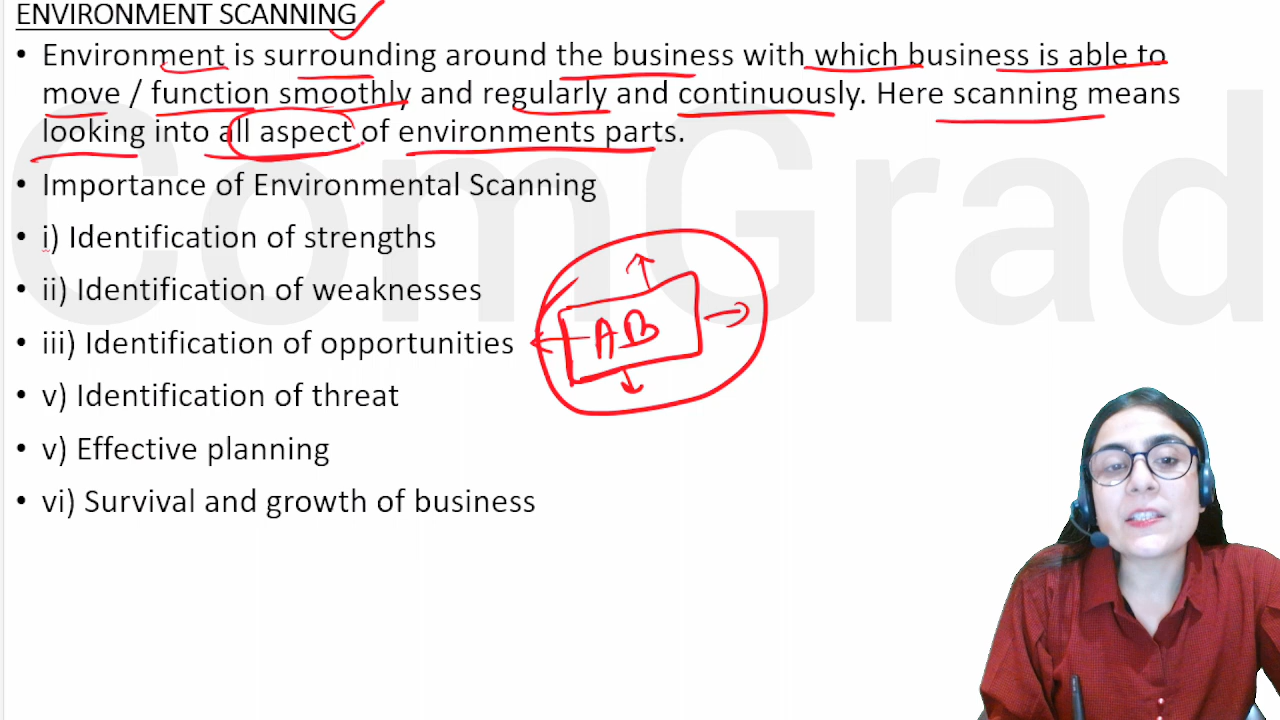 ENVIRONMENT SCANNING
• Environment is surrounding around the business with which business is able to
move / function smoothly and regularly and continuously. Here scanning means
looking into all aspect of environments parts.
• Importance of Environmental Scanning
• i) Identification of strengths
• ii) Identification of weaknesses
• iii) Identification of opportunities
• v) Identification of threat
• v) Effective planning
• vi) Survival and growth of business
AB
ComGrad